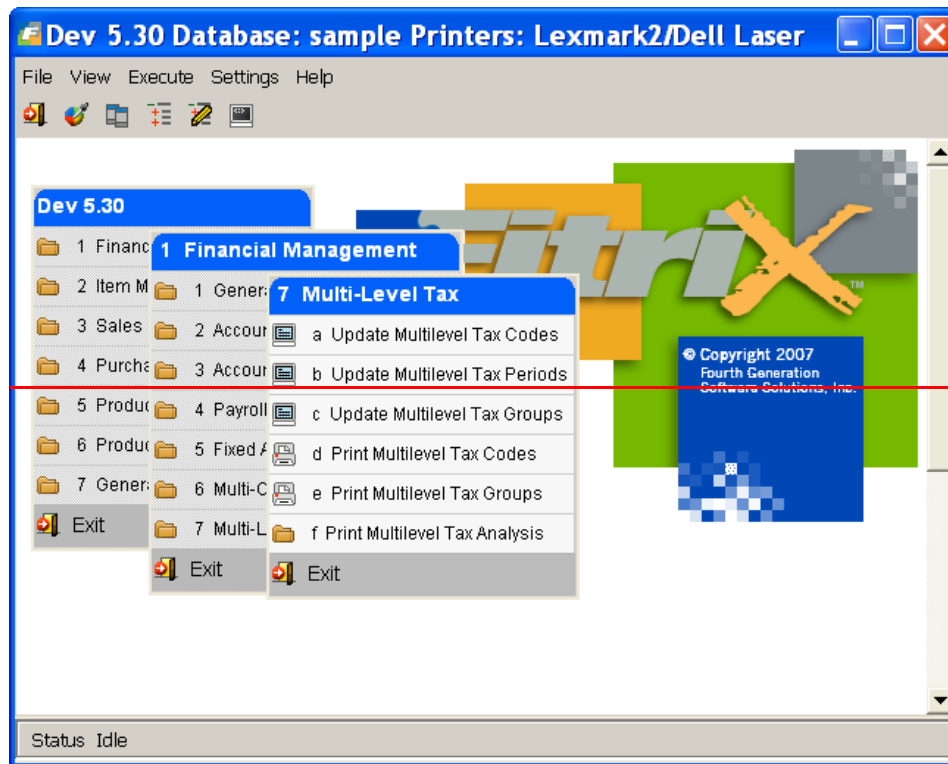 Dev 5.30 Database: sample Printers: Lexmark2/Dell Laser
File View Execute Settings Help
Dev 5.30
1 Financ
2 Item M
3 Sales
4 Purcha
5 Produc
6 Produc
7 Genera
Exit
1 Financial Management
1 Genera
2 Accoun
3 Accoun
4 Payroll
5 Fixed A
6 Multi-C
7 Multi-L
Exit
7 Multi-Level Tax
a Update Multilevel Tax Codes
b Update Multilevel Tax Periods
c Update Multilevel Tax Groups
d Print Multilevel Tax Codes
e Print Multilevel Tax Groups
f Print Multilevel Tax Analysis
Exit
Fitrix
TM
© Copyright 2007
Fourth Generation
Software Solutions, Inc.
Status Idle